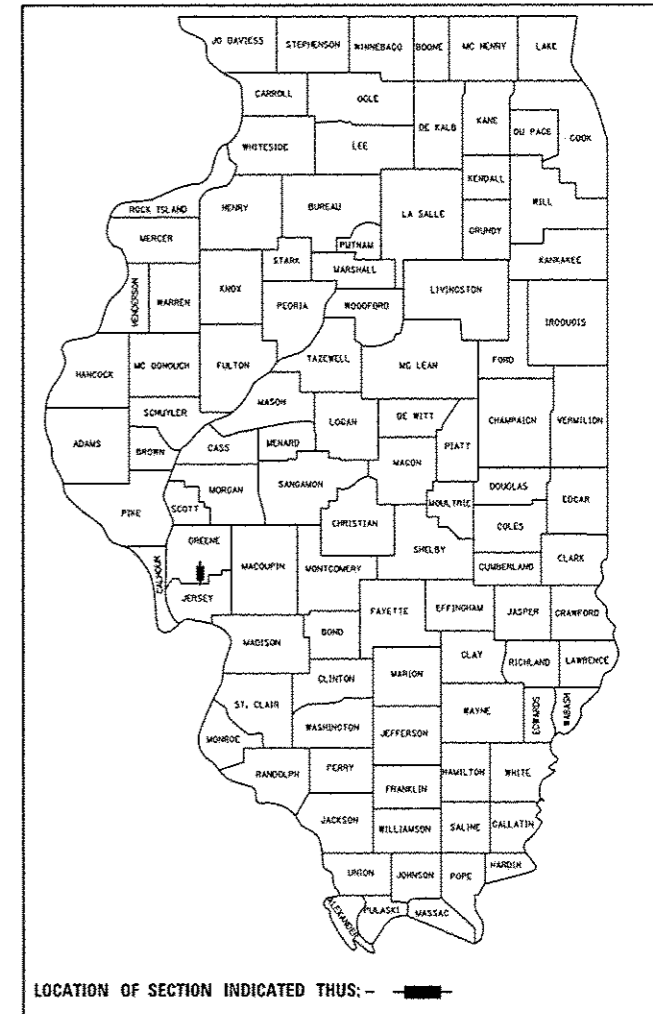 JO DAVIESS STEPHENSON WINNEBAGO BOONE MC HENRY LAKE
CARROLL OGLE DE KALB KANE DU PAGE COOK
WHITESIDE LEE KENDALL WILL
ROCK ISLAND HENRY BUREAU LA SALLE GRUNDY
MERCER STARK PUTNAM KANKAKEE
HENDERSON WARREN KNOX PEORIA MARSHALL WOODFORD LIVINGSTON IROQUOIS
HANCOCK MC DONOUGH FULTON TAZEWELL MC LEAN FORD
SCHUYLER MASON LOGAN DE WITT CHAMPAIGN VERMILION
ADAMS BROWN CASS MENARD MACON PIATT
PIKE SCOTT MORGAN SANGAMON CHRISTIAN MOULTRIE DOUGLAS EDGAR
COLES
GREENE MACOUPIN MONTGOMERY SHELBY CUMBERLAND CLARK
CALHOUN JERSEY FAYETTE EFFINGHAM JASPER CRAWFORD
MADISON BOND CLAY RICHLAND LAWRENCE
CLINTON MARION
ST. CLAIR WASHINGTON JEFFERSON WAYNE EDWARDS WABASH
MONROE RANDOLPH PERRY HAMILTON WHITE
FRANKLIN
JACKSON WILLIAMSON SALINE GALLATIN
UNION JOHNSON POPE HARDIN
ALEXANDER PULASKI MASSAC
LOCATION OF SECTION INDICATED THUS: -